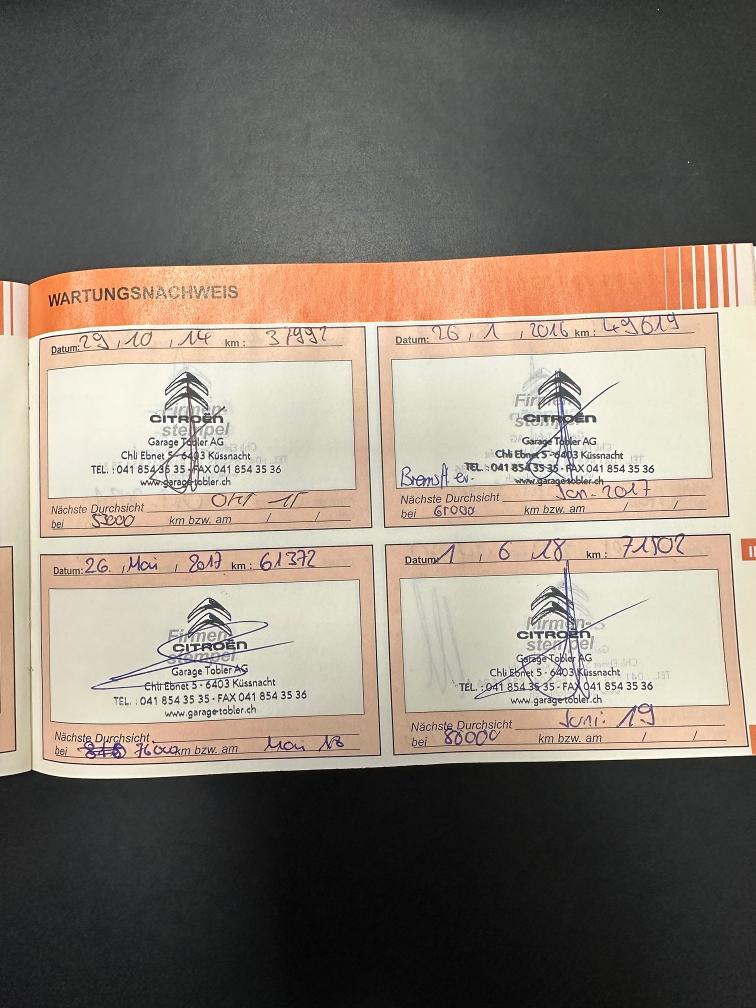 WARTUNGSNACHWEIS
Datum: 29 , 10 , 14 km : 37992
Firmen-
CITROËN
stempel
Garage Tobler AG
Chli Ebnet 5 - 6403 Küssnacht
TEL. : 041 854 35 35 - FAX 041 854 35 36
www.garage-tobler.ch
Nächste Durchsicht Okt 15
bei 53000 km bzw. am / /
Datum: 26 , 1 , 2016 km : 49619
Firmen-
CITROËN
stempel
Garage Tobler AG
Chli Ebnet 5 - 6403 Küssnacht
TEL. : 041 854 35 35 - FAX 041 854 35 36
www.garage-tobler.ch
Bremsfl er.
Nächste Durchsicht Jan - 2017
bei 61000 km bzw. am / /
Datum: 26. , Mai , 2017 km : 61372
Firmen-
CITROËN
stempel
Garage Tobler AG
Chli Ebnet 5 - 6403 Küssnacht
TEL. : 041 854 35 35 - FAX 041 854 35 36
www.garage-tobler.ch
Nächste Durchsicht
bei 76000 km bzw. am Mai 18
Datum: 1 , 6 , 18 km : 71502
Firmen-
CITROËN
stempel
Garage Tobler AG
Chli Ebnet 5 - 6403 Küssnacht
TEL. : 041 854 35 35 - FAX 041 854 35 36
www.garage-tobler.ch
Nächste Durchsicht Juni. 19
bei 80000 km bzw. am / /